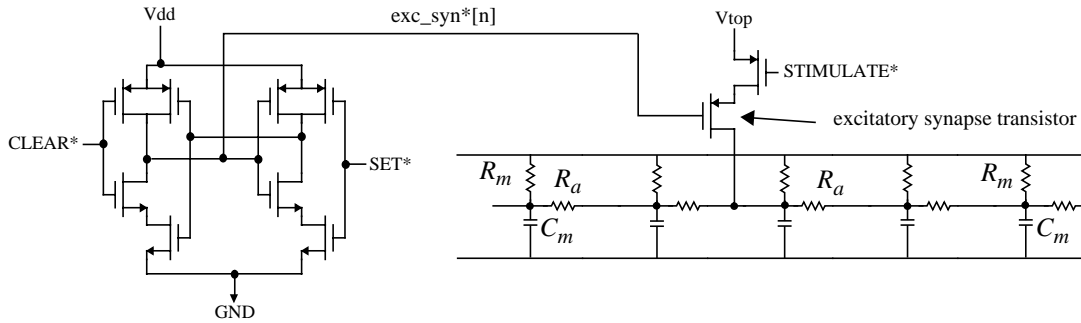 Vdd
exc_syn*[n]
Vtop
STIMULATE*
excitatory synapse transistor
CLEAR*
SET*
R_m
R_a
R_a
R_m
C_m
C_m
GND